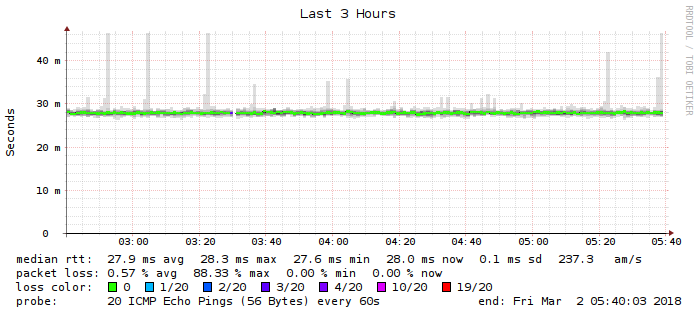 Last 3 Hours
RRDTOOL / TOBI OETIKER
Seconds
40 m
30 m
20 m
10 m
0
03:00 03:20 03:40 04:00 04:20 04:40 05:00 05:20 05:40
median rtt: 27.9 ms avg 28.3 ms max 27.6 ms min 28.0 ms now 0.1 ms sd 237.3 am/s
packet loss: 0.57 % avg 88.33 % max 0.00 % min 0.00 % now
loss color: 0 1/20 2/20 3/20 4/20 10/20 19/20
probe: 20 ICMP Echo Pings (56 Bytes) every 60s end: Fri Mar 2 05:40:03 2018